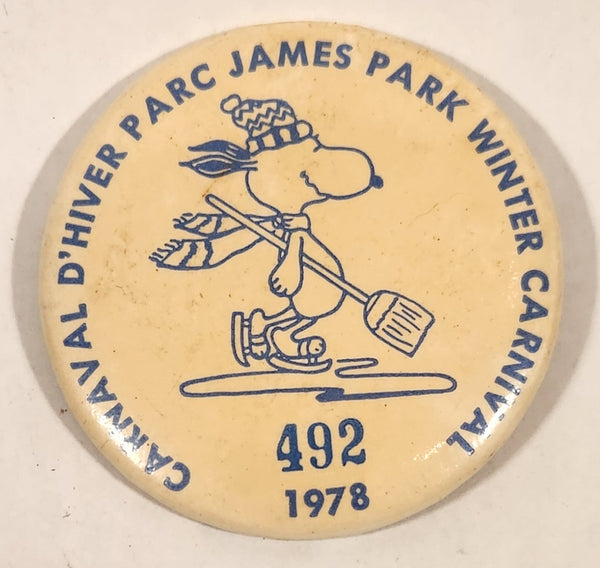 CARNAVAL D'HIVER PARC JAMES PARK WINTER CARNIVAL
492
1978